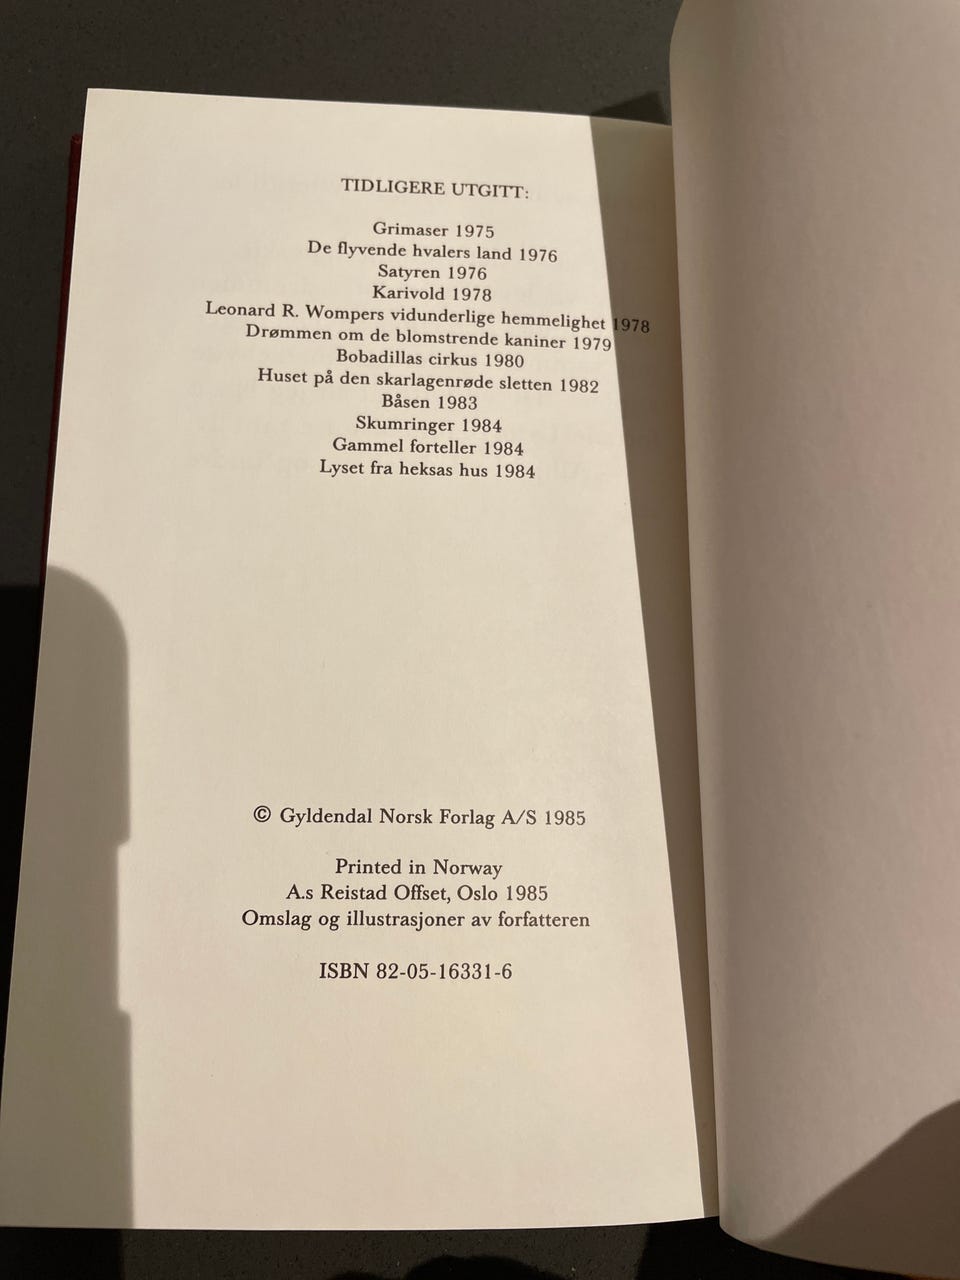 TIDLIGERE UTGITT:
Grimaser 1975
De flyvende hvalers land 1976
Satyren 1976
Karivold 1978
Leonard R. Wompers vidunderlige hemmelighet 1978
Drømmen om de blomstrende kaniner 1979
Bobadillas cirkus 1980
Huset på den skarlagenrøde sletten 1982
Båsen 1983
Skumringer 1984
Gammel forteller 1984
Lyset fra heksas hus 1984
© Gyldendal Norsk Forlag A/S 1985
Printed in Norway
A.s Reistad Offset, Oslo 1985
Omslag og illustrasjoner av forfatteren
ISBN 82-05-16331-6